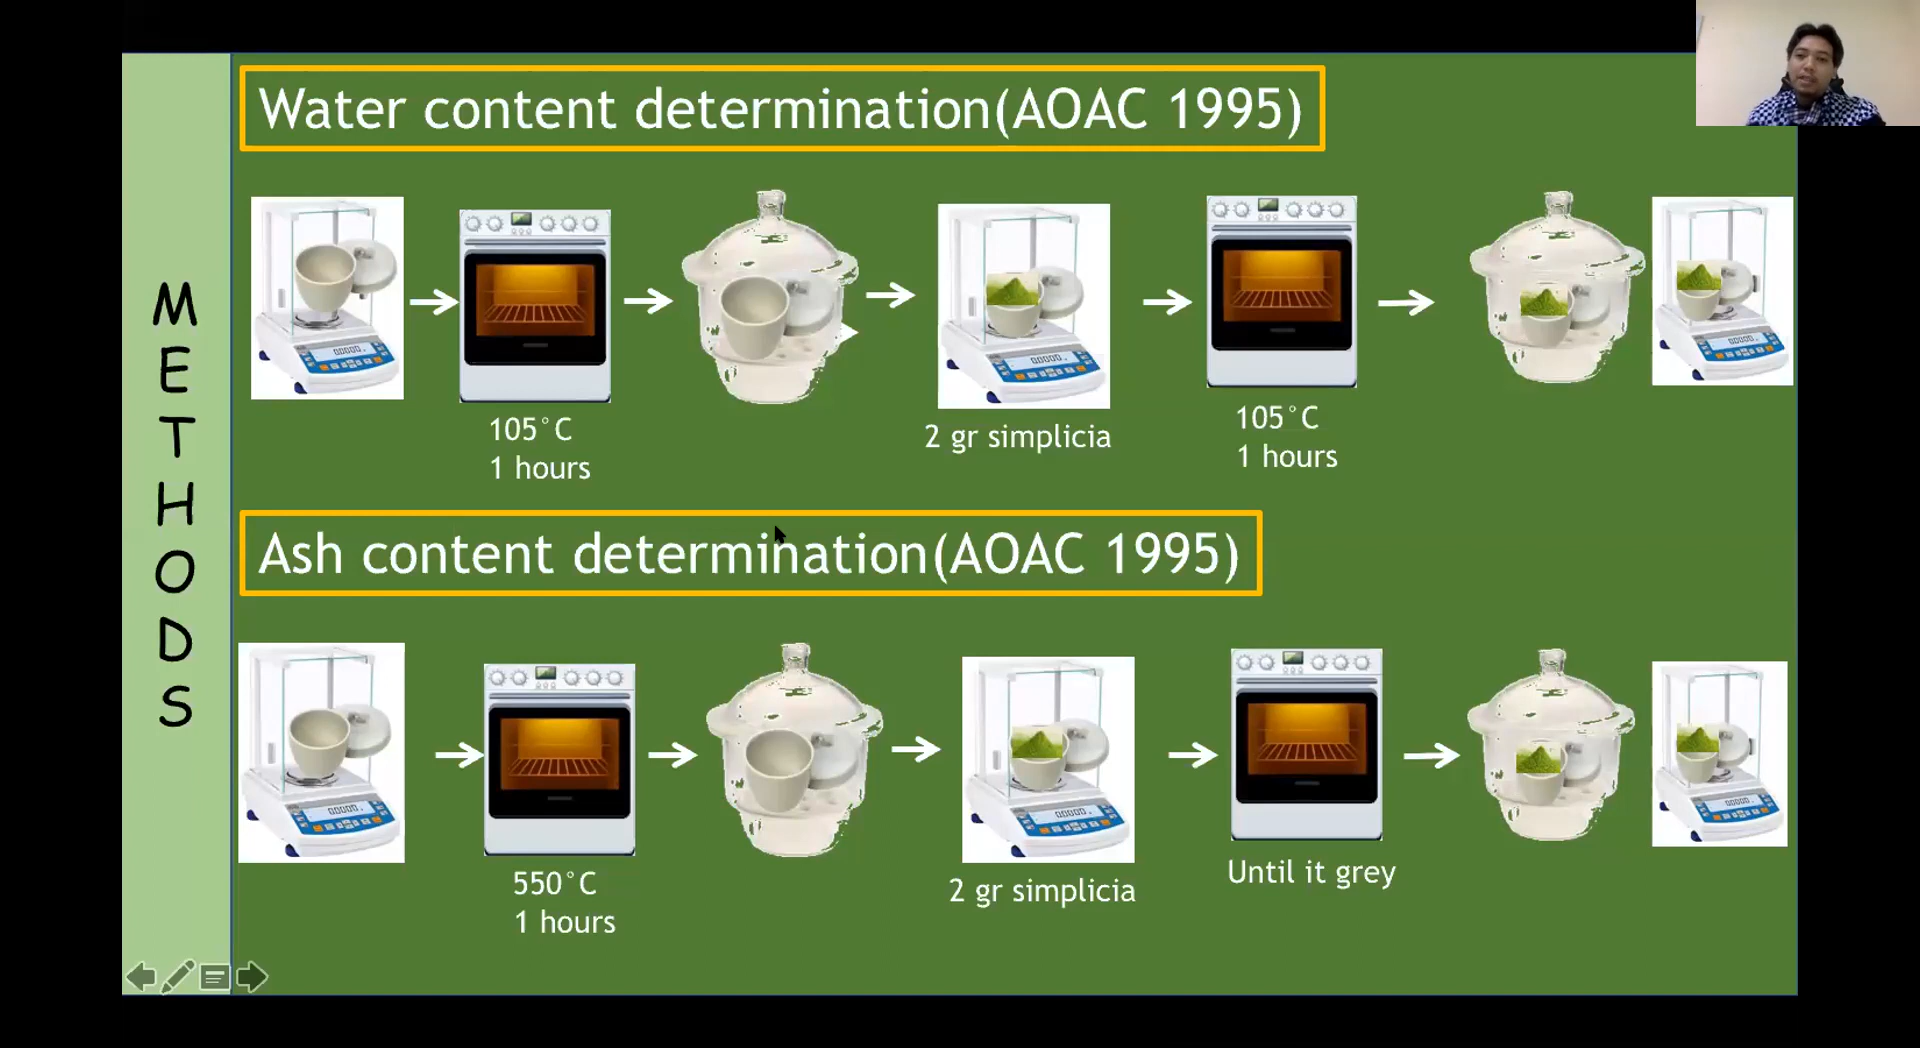 METHODS
Water content determination(AOAC 1995)
105°C
1 hours
2 gr simplicia
105°C
1 hours
Ash content determination(AOAC 1995)
550°C
1 hours
2 gr simplicia
Until it grey